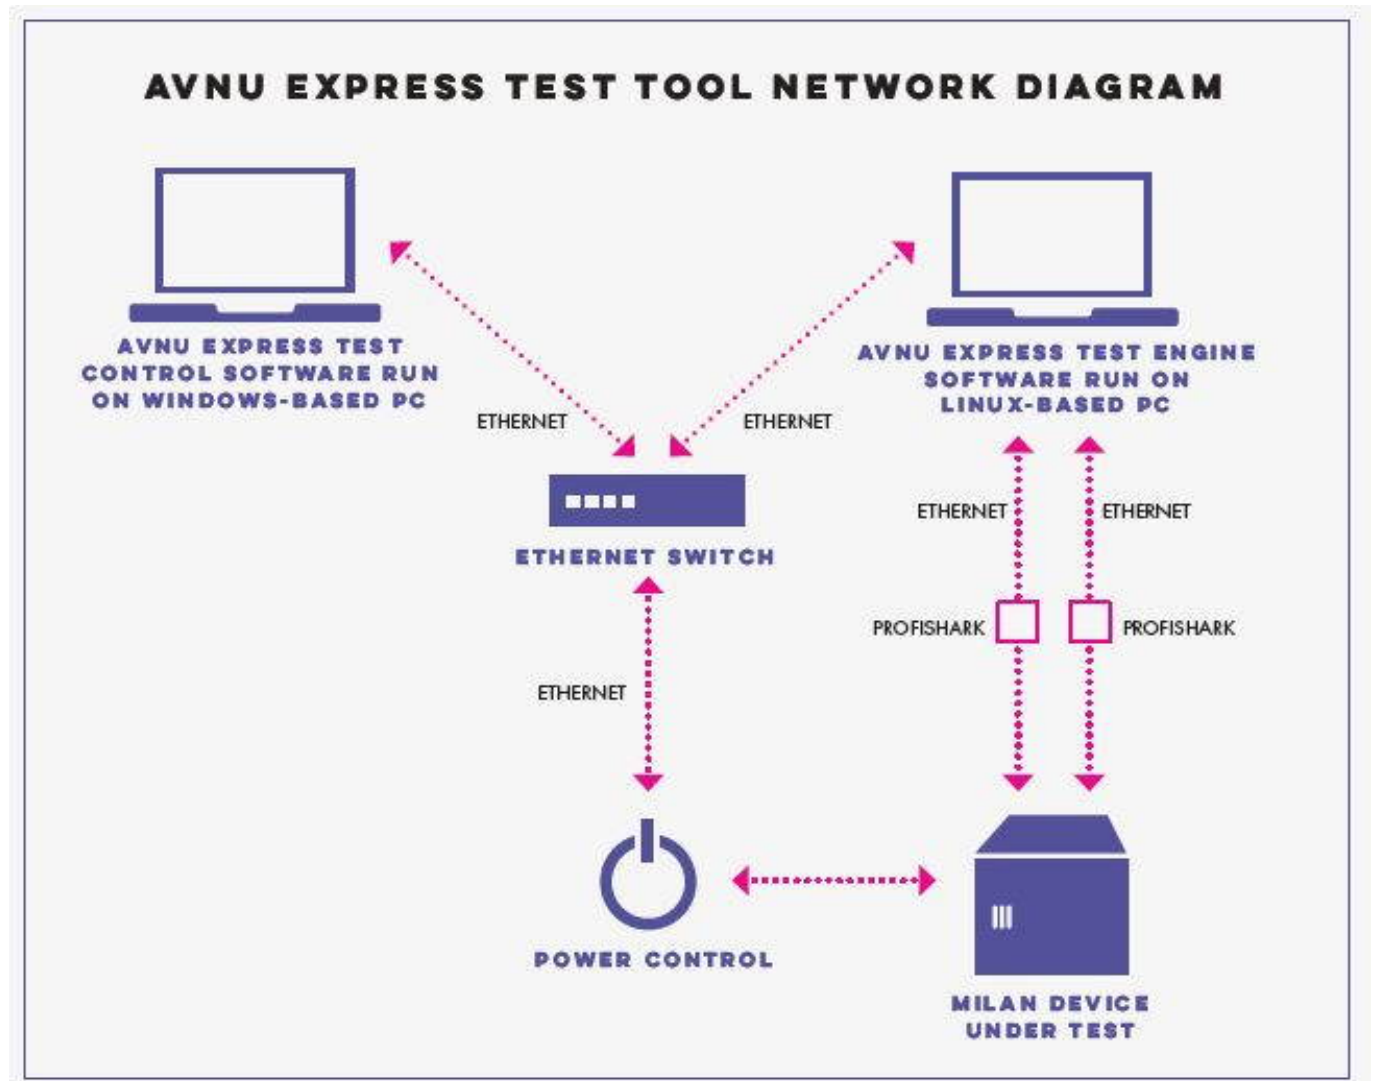 AVNU EXPRESS TEST TOOL NETWORK DIAGRAM
AVNU EXPRESS TEST
CONTROL SOFTWARE RUN
ON WINDOWS-BASED PC
AVNU EXPRESS TEST ENGINE
SOFTWARE RUN ON
LINUX-BASED PC
ETHERNET
ETHERNET
ETHERNET SWITCH
ETHERNET
ETHERNET
PROFISHARK
PROFISHARK
ETHERNET
POWER CONTROL
MILAN DEVICE
UNDER TEST